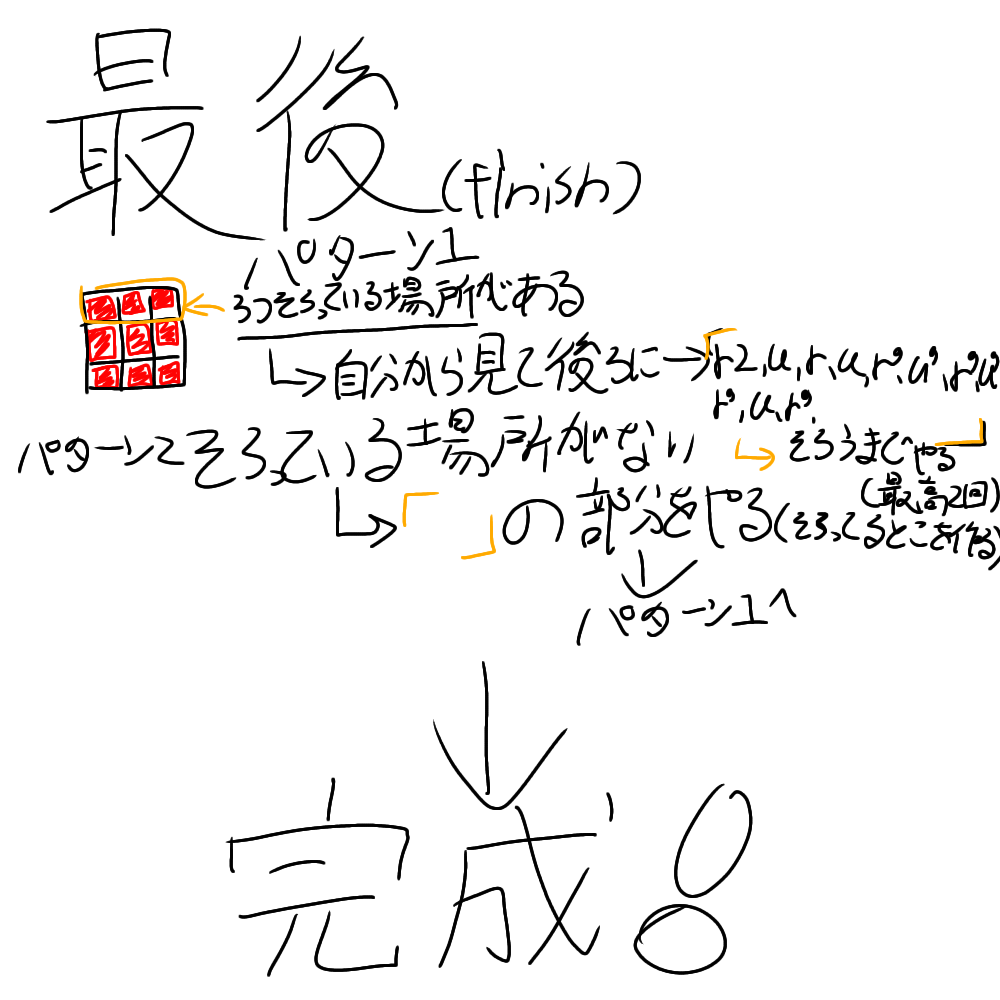 最後(finish)
パターン1
3つそろっている場所がある
→自分から見て後ろに→「r2,u,r,u,r',u',r',u'
r',u,r'」
→そろうまでやる
(最高2回)
パターン2そろっている場所がない
→「 」の部分をやる(そろってるとこを作る)
↓
パターン1へ
↓
完成!